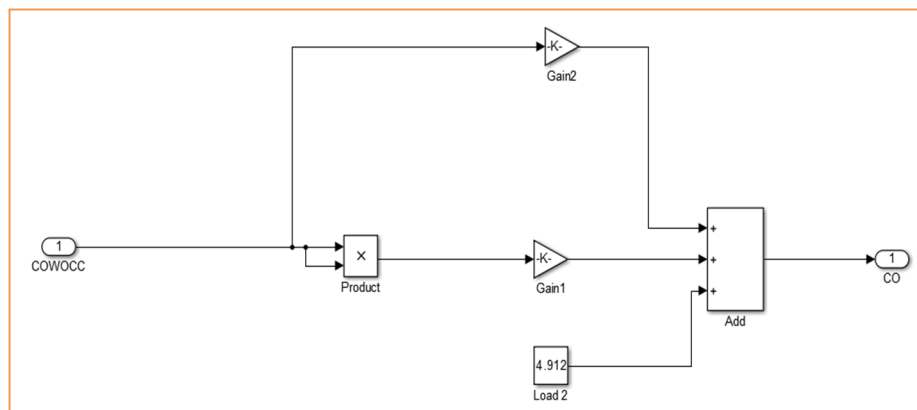 -K-
Gain2
1
COWOCC
×
Product
-K-
Gain1
+
+
+
Add
1
CO
4.912
Load 2